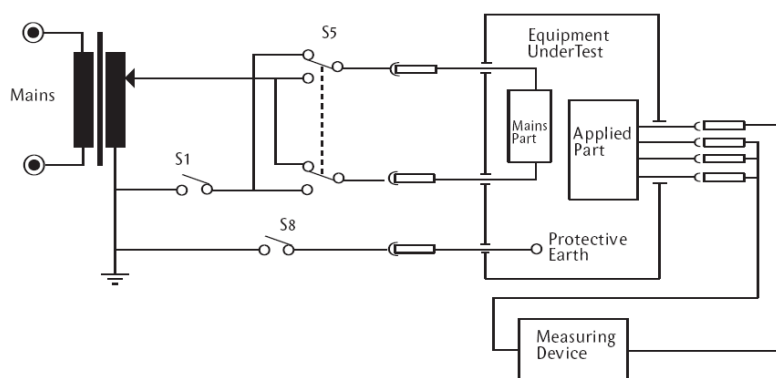 S5
Equipment
UnderTest
Mains
Mains
Part
Applied
Part
S1
S8
Protective
Earth
Measuring
Device